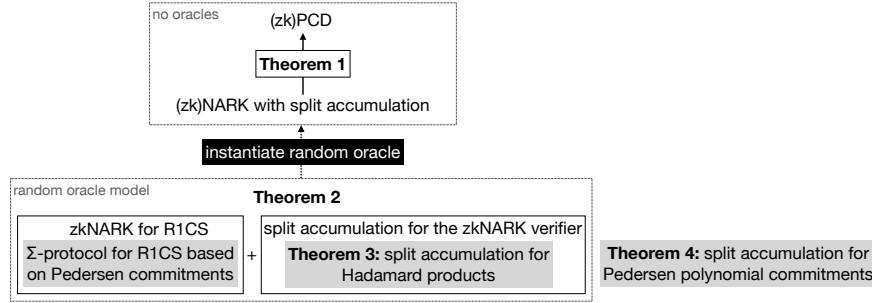 no oracles
(zk)PCD
Theorem 1
(zk)NARK with split accumulation
instantiate random oracle
random oracle model
Theorem 2
zkNARK for R1CS
Σ-protocol for R1CS based
on Pedersen commitments
+
split accumulation for the zkNARK verifier
Theorem 3: split accumulation for
Hadamard products
Theorem 4: split accumulation for
Pedersen polynomial commitments